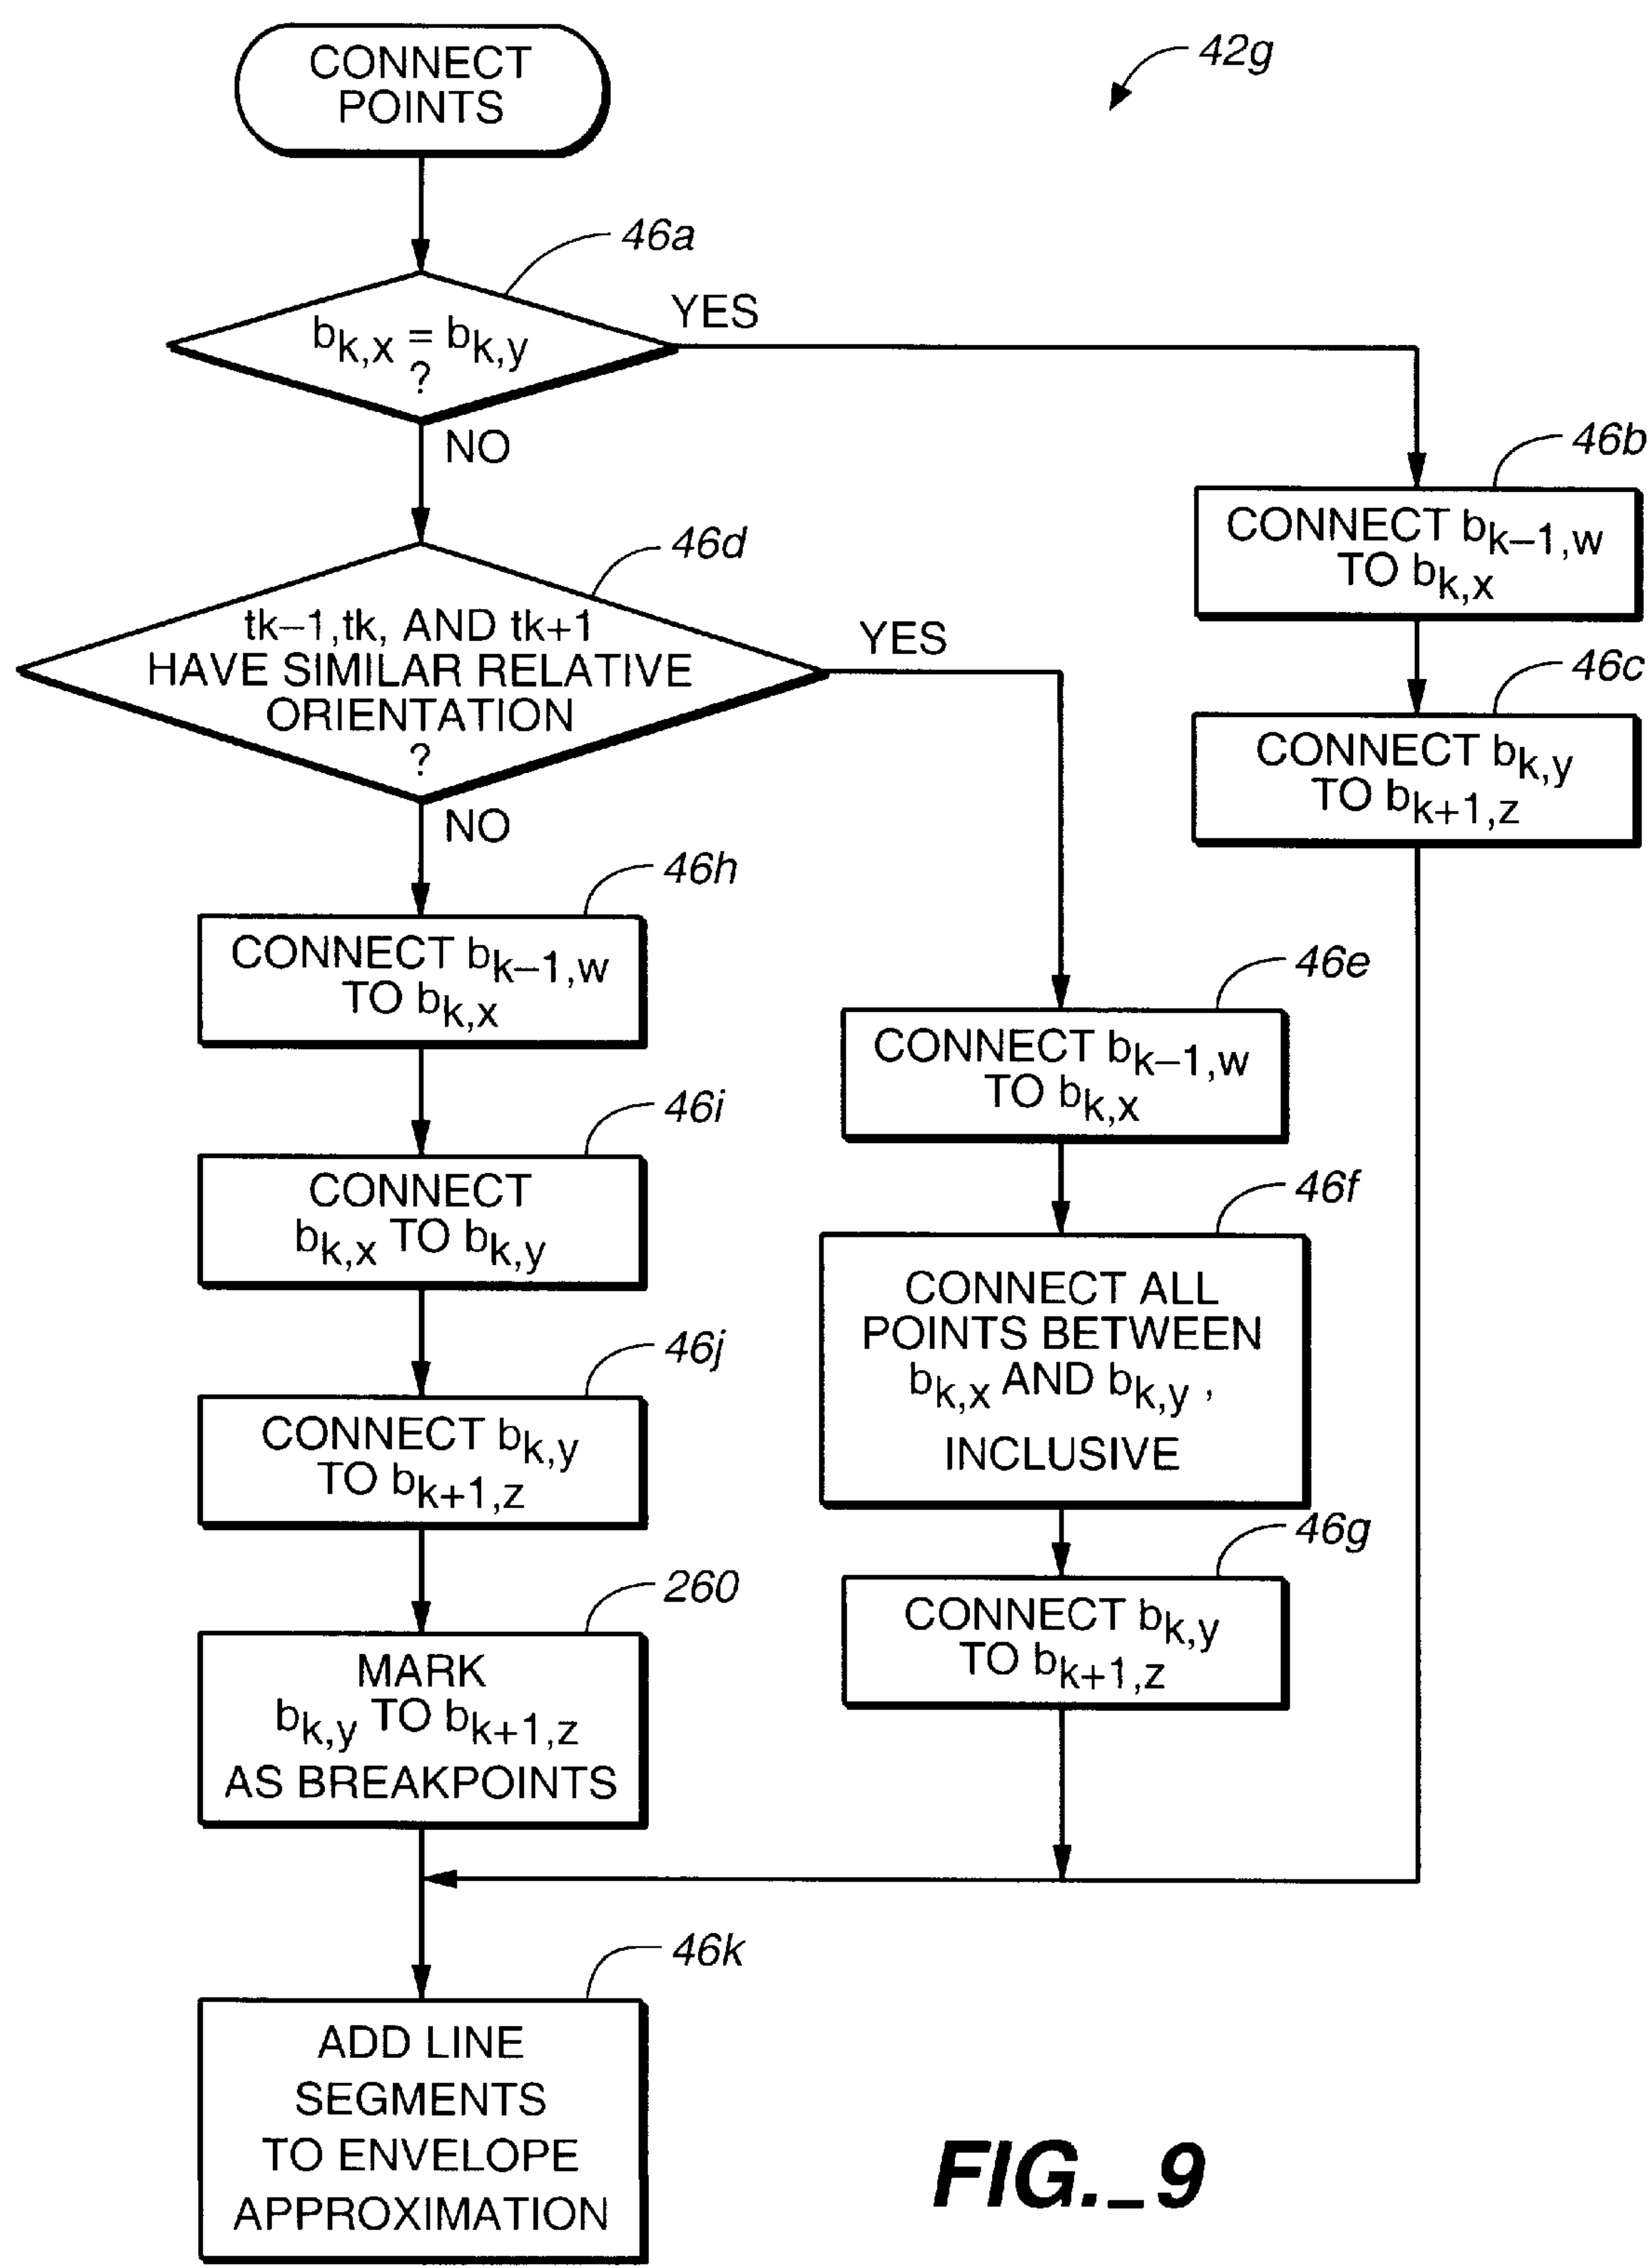 CONNECT
POINTS
42g
46a
b_{k,x} = b_{k,y}
?
YES
NO
46b
CONNECT b_{k–1,w}
TO b_{k,x}
46c
CONNECT b_{k,y}
TO b_{k+1,z}
46d
tk–1,tk, AND tk+1
HAVE SIMILAR RELATIVE
ORIENTATION
?
YES
NO
46h
CONNECT b_{k–1,w}
TO b_{k,x}
46i
CONNECT
b_{k,x} TO b_{k,y}
46j
CONNECT b_{k,y}
TO b_{k+1,z}
260
MARK
b_{k,y} TO b_{k+1,z}
AS BREAKPOINTS
46e
CONNECT b_{k–1,w}
TO b_{k,x}
46f
CONNECT ALL
POINTS BETWEEN
b_{k,x} AND b_{k,y} ,
INCLUSIVE
46g
CONNECT b_{k,y}
TO b_{k+1,z}
46k
ADD LINE
SEGMENTS
TO ENVELOPE
APPROXIMATION
FIG._9